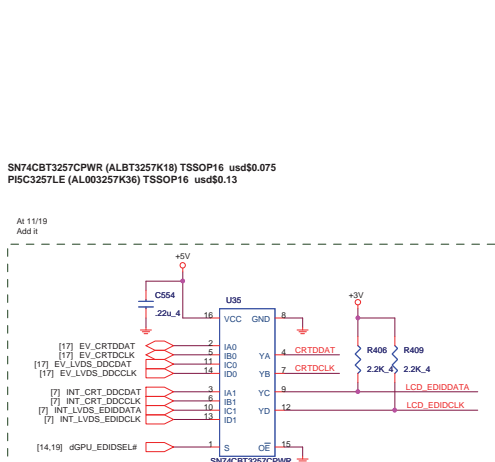 SN74CBT3257CPWR (ALBT3257K18) TSSOP16 usd$0.075
PI5C3257LE (AL003257K36) TSSOP16 usd$0.13
At 11/19
Add it
+5V
C554
.22u_4
U35
+3V
16 VCC GND 8
[17] EV_CRTDDAT 2 IA0
[17] EV_CRTDCLK 5 IB0 YA 4 CRTDDAT
[17] EV_LVDS_DDCDAT 11 IC0
[17] EV_LVDS_DDCCLK 14 ID0 YB 7 CRTDCLK
R406 R409
2.2K_4 2.2K_4
[7] INT_CRT_DDCDAT 3 IA1 YC 9 LCD_EDIDDATA
[7] INT_CRT_DDCCLK 6 IB1
[7] INT_LVDS_EDIDDATA 10 IC1
[7] INT_LVDS_EDIDCLK 13 ID1 YD 12 LCD_EDIDCLK
[14,19] dGPU_EDIDSEL# 1 S OE 15
SN74CBT3257CPWR